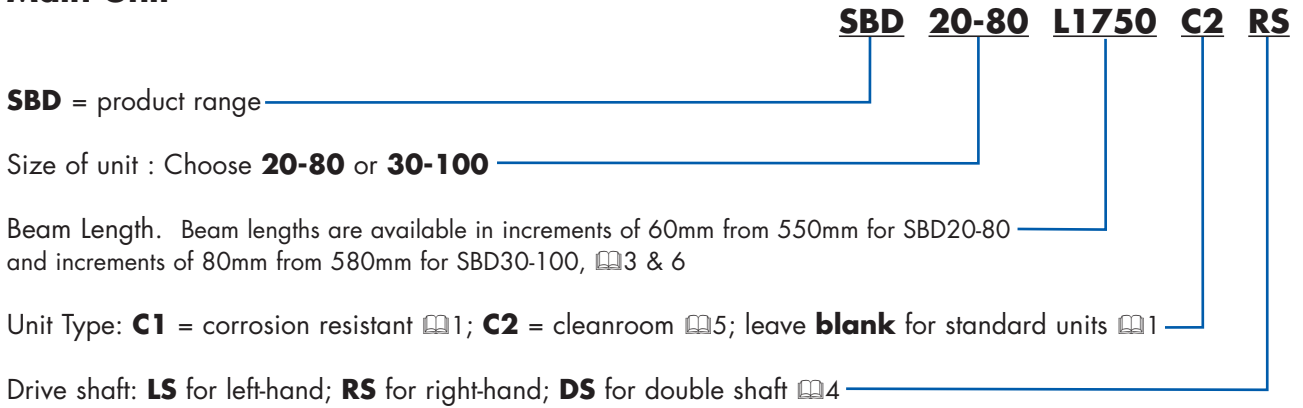 SBD 20-80 L1750 C2 RS
SBD = product range
Size of unit : Choose 20-80 or 30-100
Beam Length. Beam lengths are available in increments of 60mm from 550mm for SBD20-80
and increments of 80mm from 580mm for SBD30-100, 🕮3 & 6
Unit Type: C1 = corrosion resistant 🕮1; C2 = cleanroom 🕮5; leave blank for standard units 🕮1
Drive shaft: LS for left-hand; RS for right-hand; DS for double shaft 🕮4